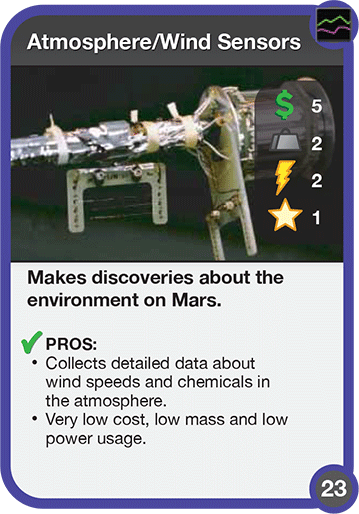 Atmosphere/Wind Sensors
$ 5
2
2
1
Makes discoveries about the
environment on Mars.
PROS:
• Collects detailed data about
wind speeds and chemicals in
the atmosphere.
• Very low cost, low mass and low
power usage.
23